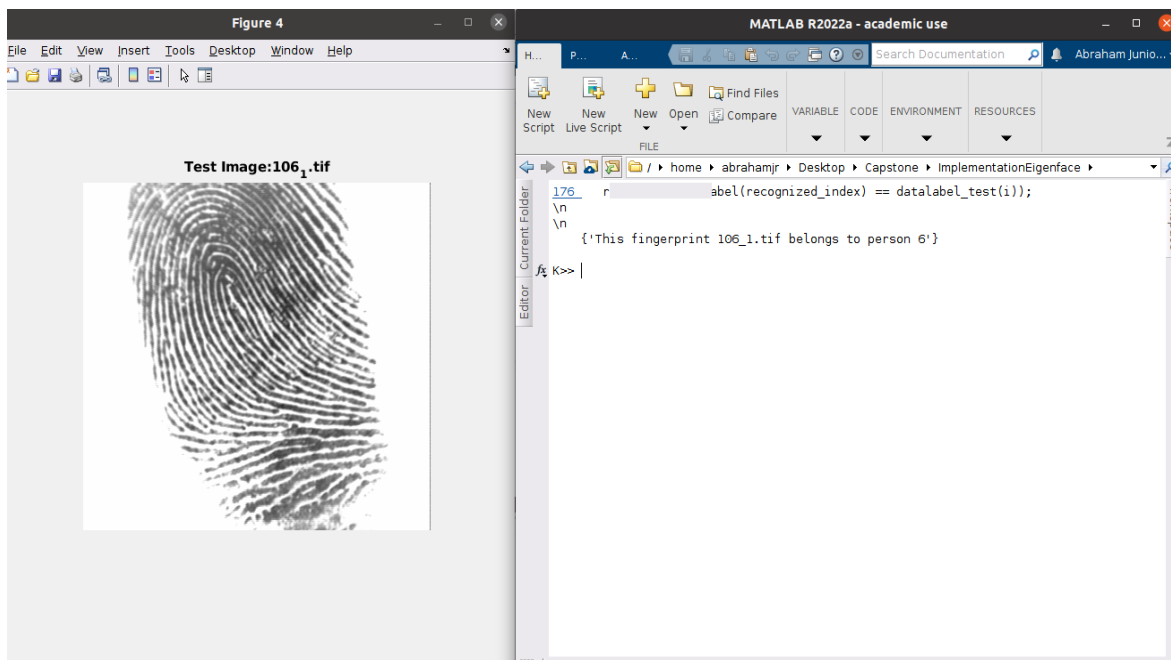 Figure 4
File Edit View Insert Tools Desktop Window Help
Test Image:106_1.tif
MATLAB R2022a - academic use
H... P... A... Search Documentation Abraham Junio...
New Script
New Live Script
New
Open
Find Files
Compare
FILE
VARIABLE
CODE
ENVIRONMENT
RESOURCES
/ home abrahamjr Desktop Capstone ImplementationEigenface
Current Folder
Editor
176 r abel(recognized_index) == datalabel_test(i));
\n
\n
{'This fingerprint 106_1.tif belongs to person 6'}
fx K>>